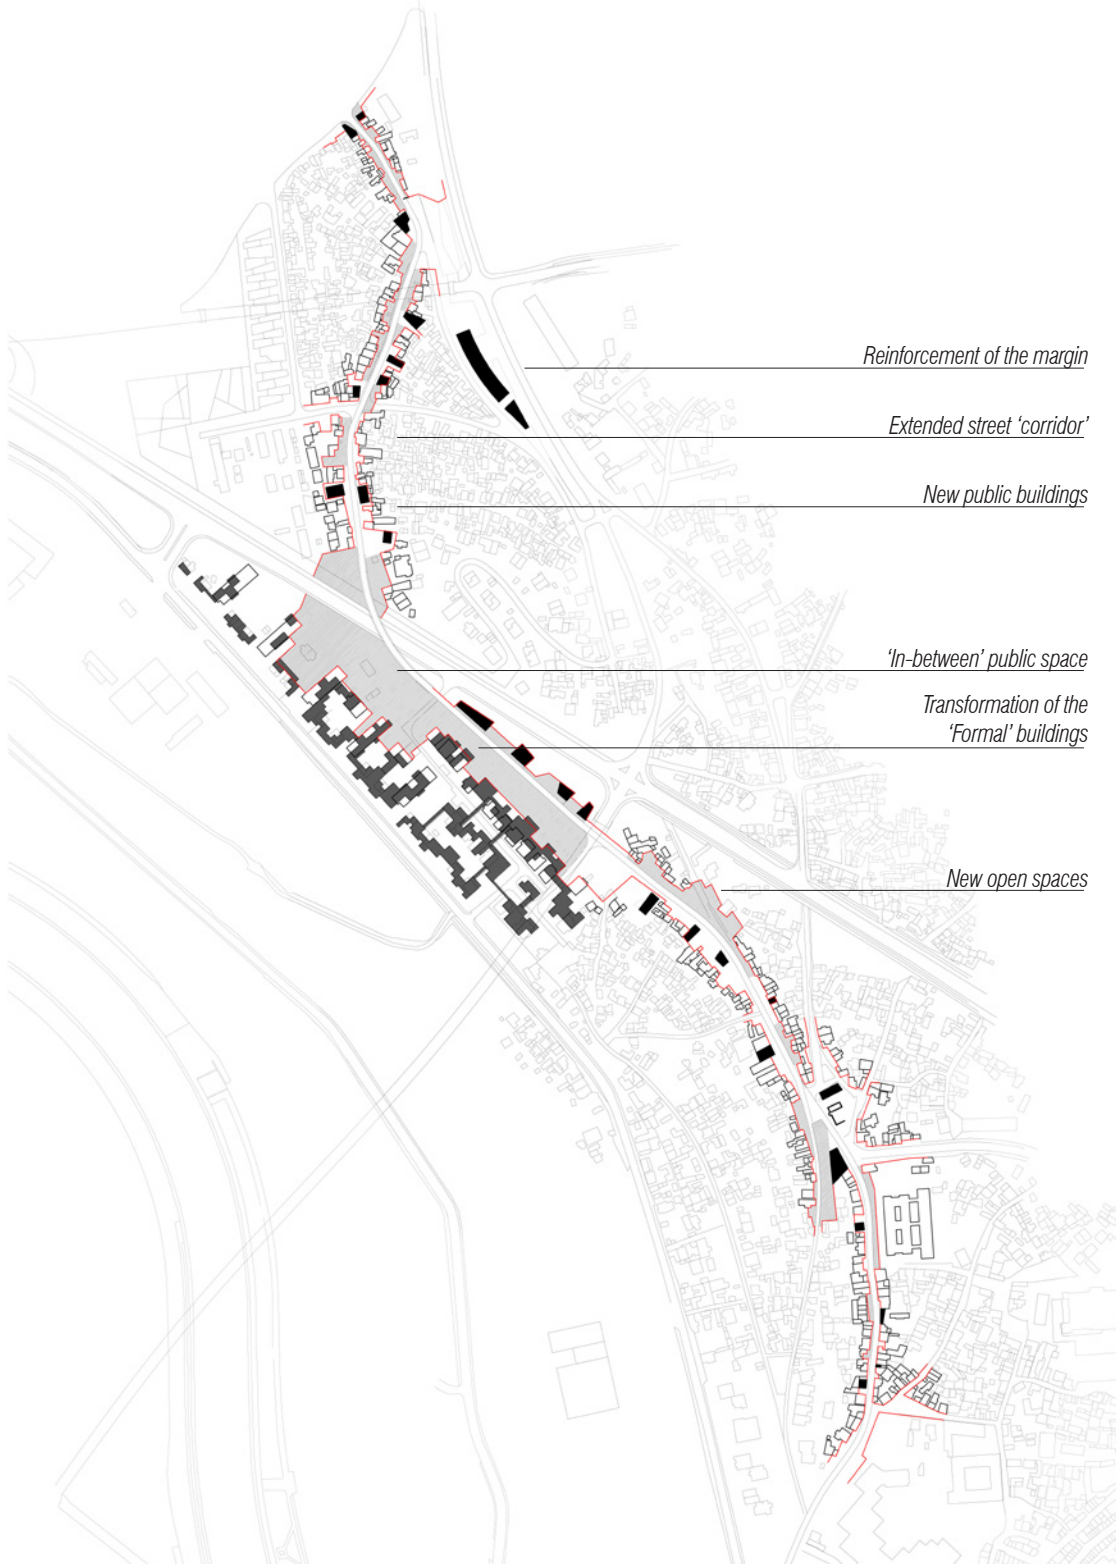 Reinforcement of the margin
Extended street ‘corridor’
New public buildings
‘In-between’ public space
Transformation of the
‘Formal’ buildings
New open spaces